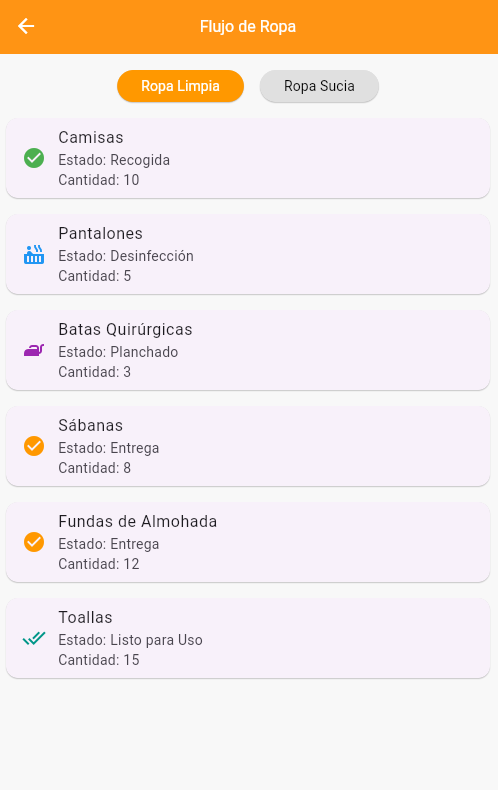 Flujo de Ropa
Ropa Limpia
Ropa Sucia
Camisas
Estado: Recogida
Cantidad: 10
Pantalones
Estado: Desinfección
Cantidad: 5
Batas Quirúrgicas
Estado: Planchado
Cantidad: 3
Sábanas
Estado: Entrega
Cantidad: 8
Fundas de Almohada
Estado: Entrega
Cantidad: 12
Toallas
Estado: Listo para Uso
Cantidad: 15